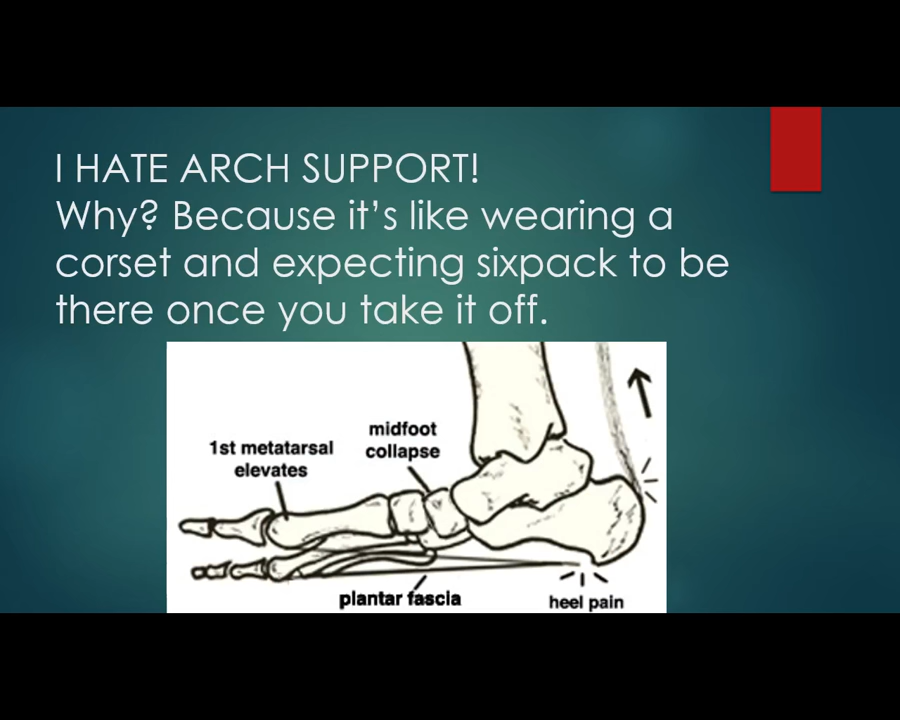 I HATE ARCH SUPPORT!
Why? Because it's like wearing a
corset and expecting sixpack to be
there once you take it off.
midfoot
collapse
1st metatarsal
elevates
plantar fascia
heel pain